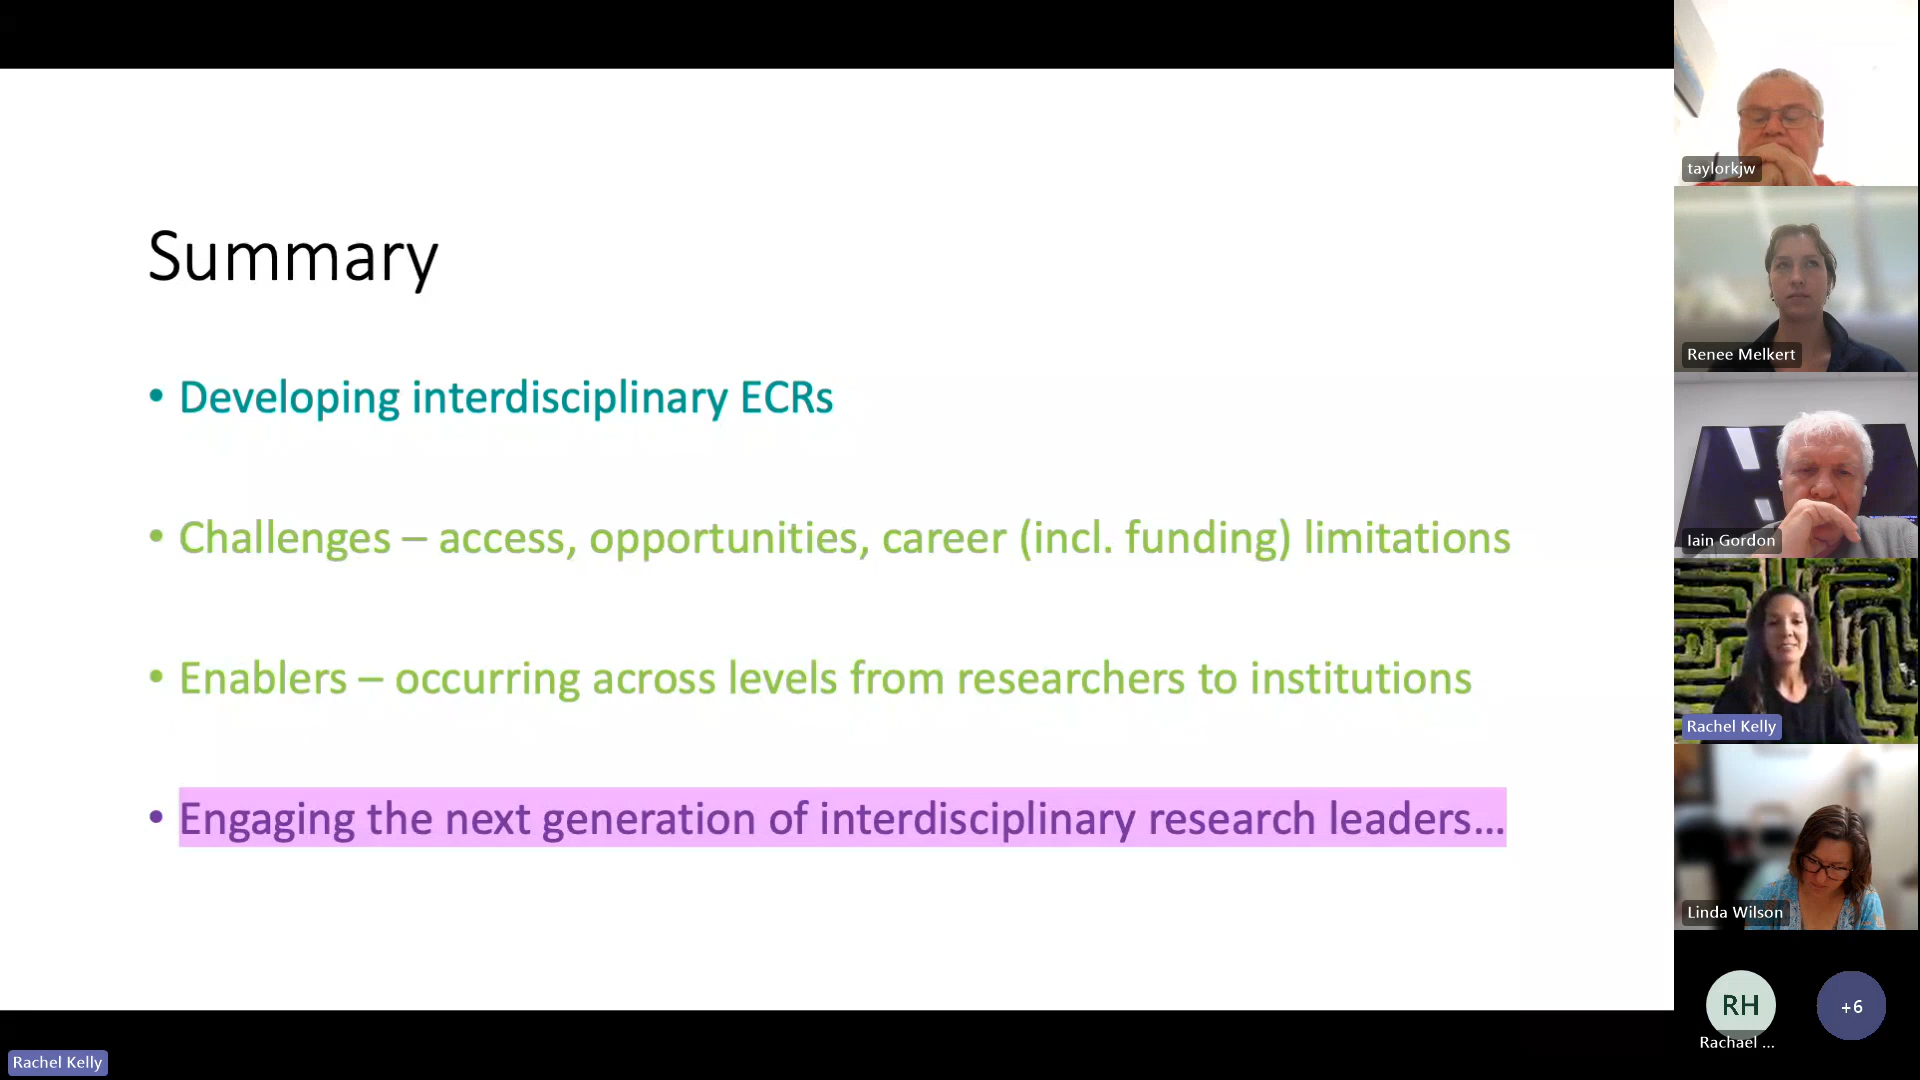 Summary
• Developing interdisciplinary ECRs
• Challenges – access, opportunities, career (incl. funding) limitations
• Enablers – occurring across levels from researchers to institutions
• Engaging the next generation of interdisciplinary research leaders...
Rachel Kelly
taylorkjw
Renee Melkert
Iain Gordon
Rachel Kelly
Linda Wilson
RH
Rachael ...
+6